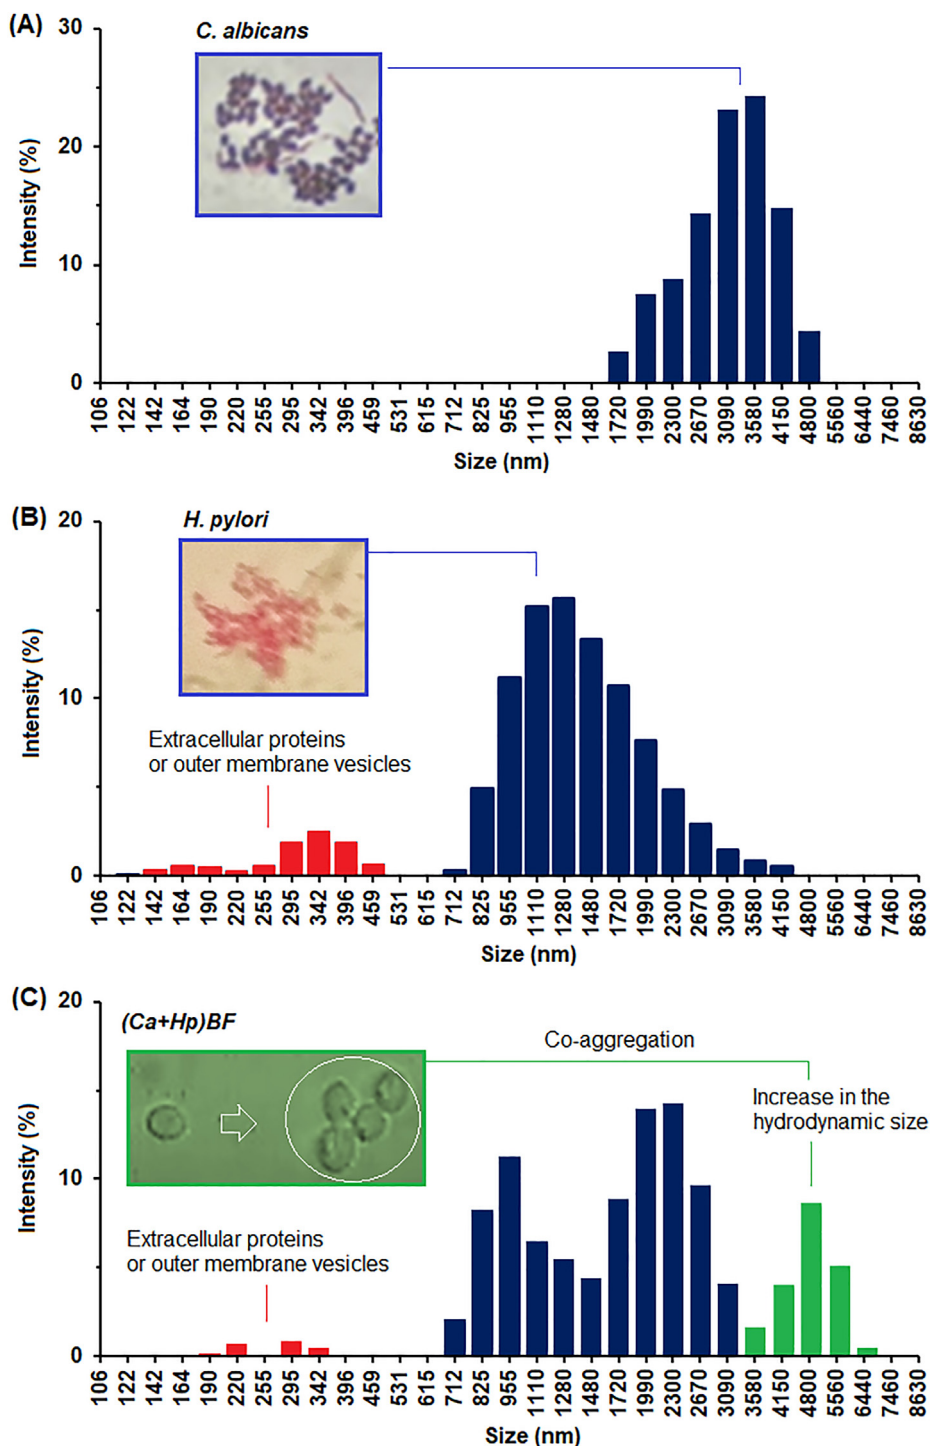 (A)
C. albicans
Intensity (%)
30
20
10
0
106 122 142 164 190 220 255 295 342 396 459 531 615 712 825 955 1110 1280 1480 1720 1990 2300 2670 3090 3580 4150 4800 5560 6440 7460 8630
Size (nm)
(B)
H. pylori
Intensity (%)
20
10
0
Extracellular proteins
or outer membrane vesicles
106 122 142 164 190 220 255 295 342 396 459 531 615 712 825 955 1110 1280 1480 1720 1990 2300 2670 3090 3580 4150 4800 5560 6440 7460 8630
Size (nm)
(C)
(Ca+Hp)BF
Intensity (%)
20
10
0
Co-aggregation
Increase in the
hydrodynamic size
Extracellular proteins
or outer membrane vesicles
106 122 142 164 190 220 255 295 342 396 459 531 615 712 825 955 1110 1280 1480 1720 1990 2300 2670 3090 3580 4150 4800 5560 6440 7460 8630
Size (nm)